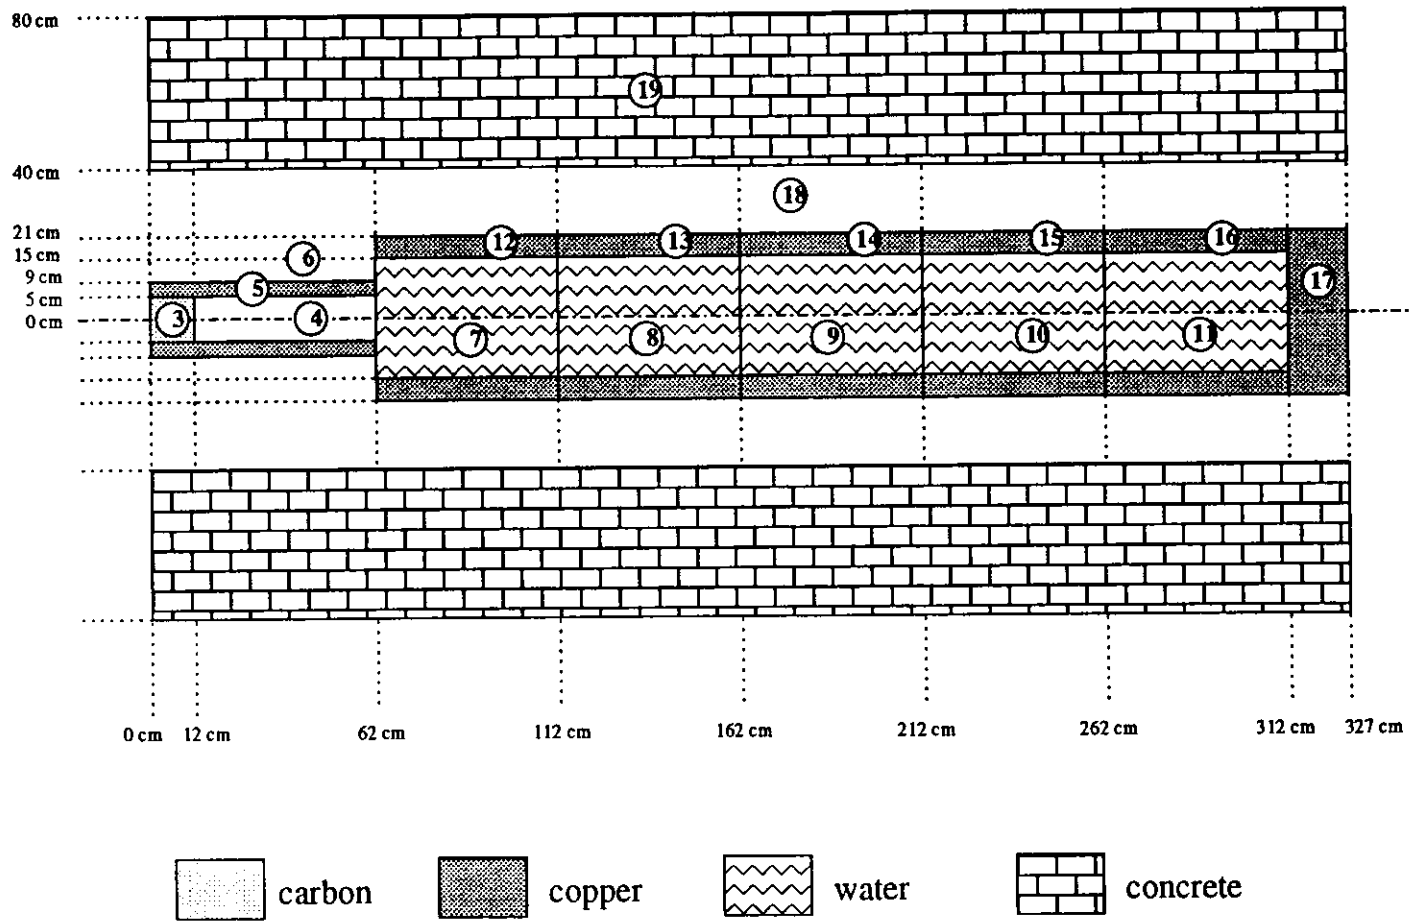 80 cm
19
40 cm
18
21 cm
12 13 14 15 16
15 cm
6
9 cm
5
17
5 cm
3 4
0 cm
7 8 9 10 11
0 cm 12 cm 62 cm 112 cm 162 cm 212 cm 262 cm 312 cm 327 cm
carbon copper water concrete